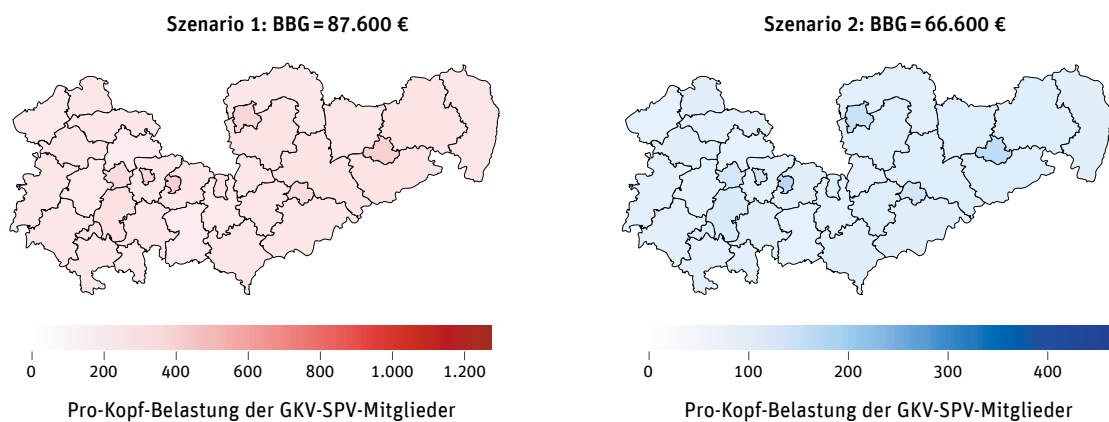 Szenario 1: BBG = 87.600 €
Szenario 2: BBG = 66.600 €
0 200 400 600 800 1.000 1.200
Pro-Kopf-Belastung der GKV-SPV-Mitglieder
0 100 200 300 400
Pro-Kopf-Belastung der GKV-SPV-Mitglieder